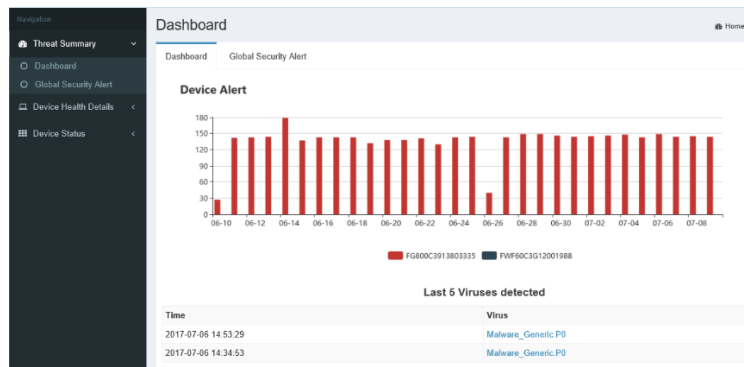 Navigation
Threat Summary
Dashboard
Global Security Alert
Device Health Details
Device Status
Dashboard
Home
Dashboard Global Security Alert
Device Alert
180
150
120
90
60
30
0
06-10 06-12 06-14 06-16 06-18 06-20 06-22 06-24 06-26 06-28 06-30 07-02 07-04 07-06 07-08
FG800C3913803335 FWF60C3G12001988
Last 5 Viruses detected
Time Virus
2017-07-06 14:53:29 Malware_Generic.P0
2017-07-06 14:34:53 Malware_Generic.P0